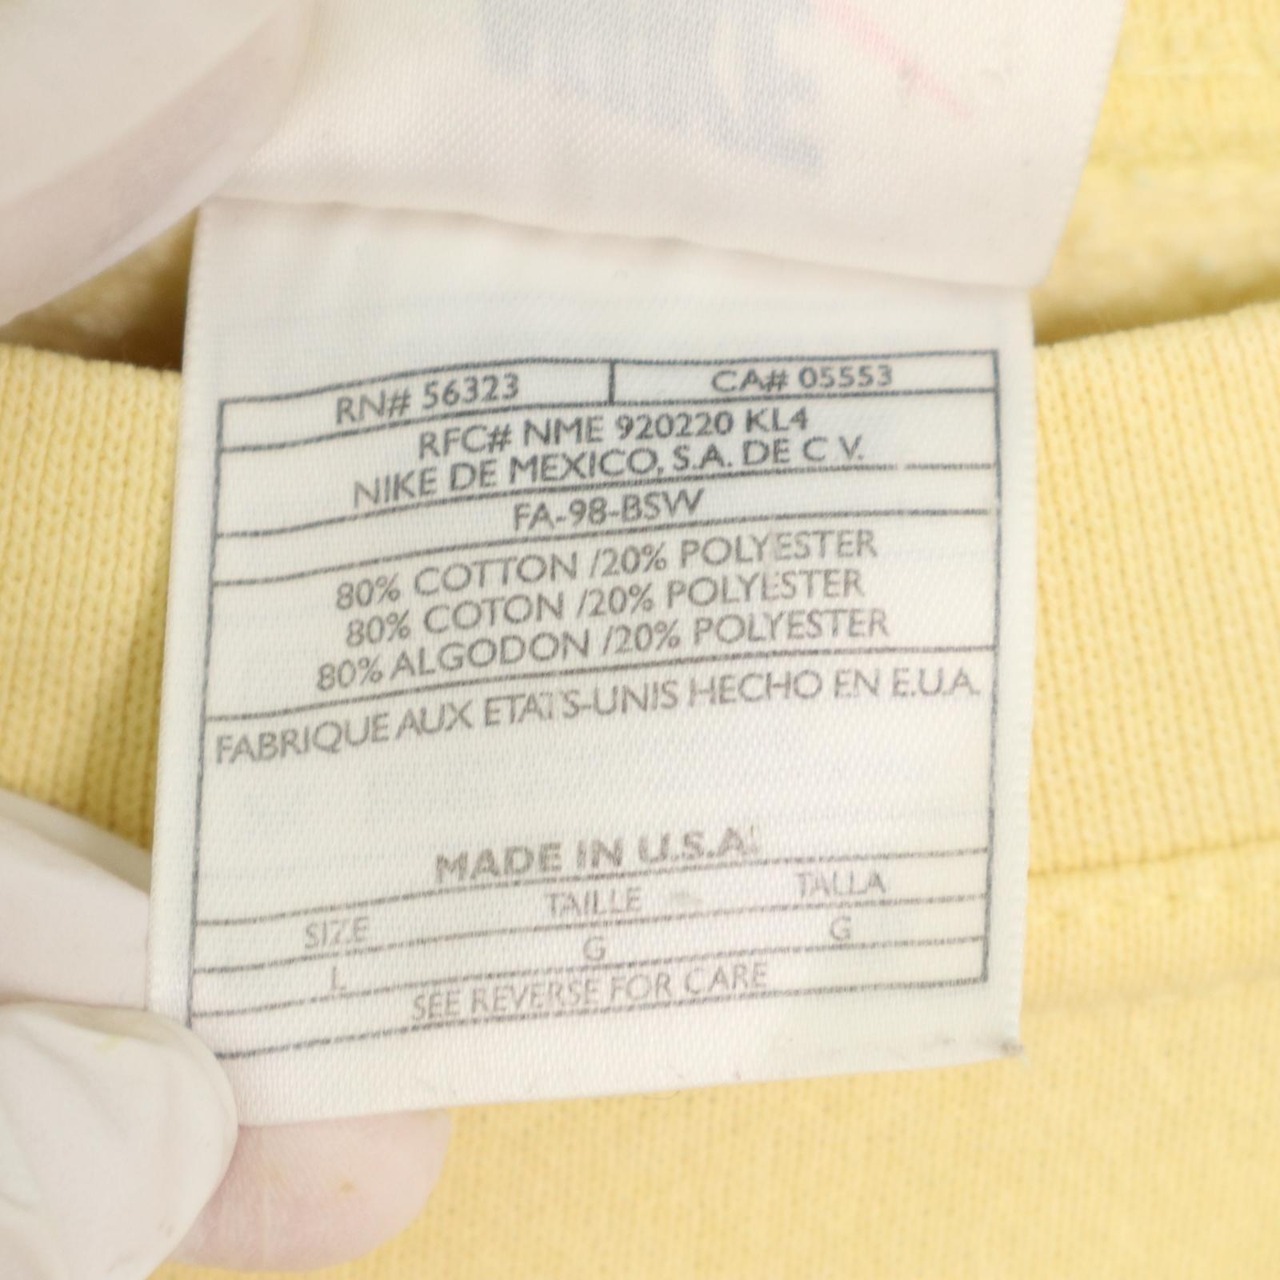 RN# 56323 CA# 05553
RFC# NME 920220 KL4
NIKE DE MEXICO, S.A. DE C V.
FA-98-BSW
80% COTTON /20% POLYESTER
80% COTON /20% POLYESTER
80% ALGODON /20% POLYESTER
FABRIQUE AUX ETATS-UNIS HECHO EN E.U.A.
MADE IN U.S.A.
SIZE TAILLE TALLA
L G G
SEE REVERSE FOR CARE